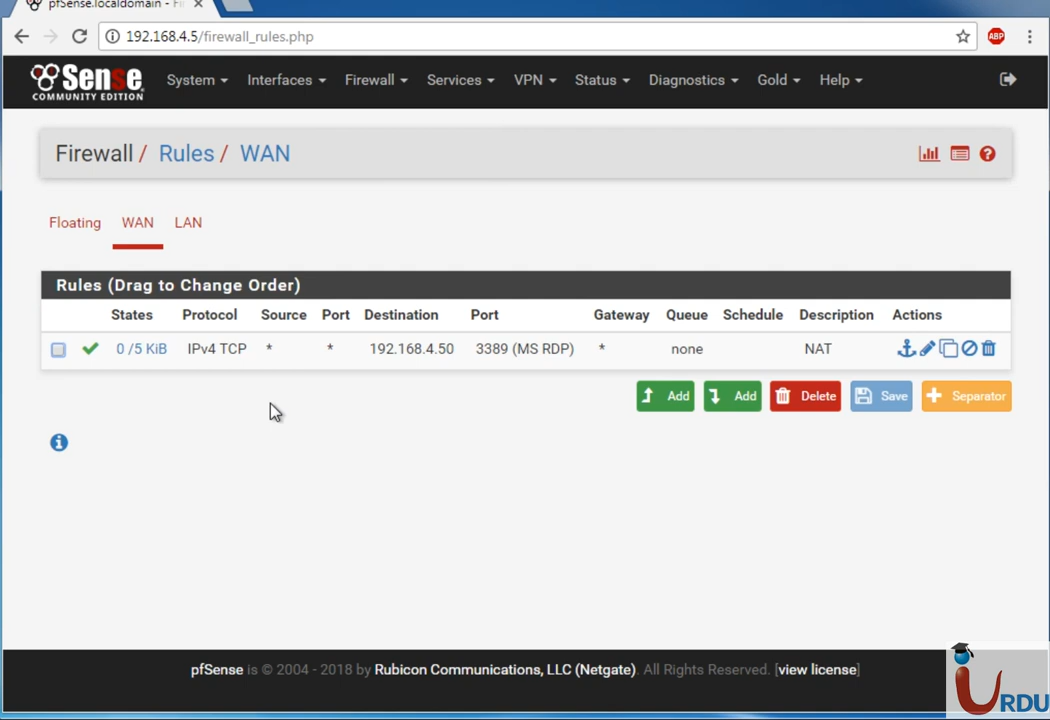 pfSense.localdomain - Fi
192.168.4.5/firewall_rules.php
ABP
Sense
COMMUNITY EDITION
System Interfaces Firewall Services VPN Status Diagnostics Gold Help
Firewall / Rules / WAN
Floating WAN LAN
Rules (Drag to Change Order)
States Protocol Source Port Destination Port Gateway Queue Schedule Description Actions
0 /5 KiB IPv4 TCP * * 192.168.4.50 3389 (MS RDP) * none NAT
Add Add Delete Save Separator
pfSense is © 2004 - 2018 by Rubicon Communications, LLC (Netgate). All Rights Reserved. [view license]
iURDU